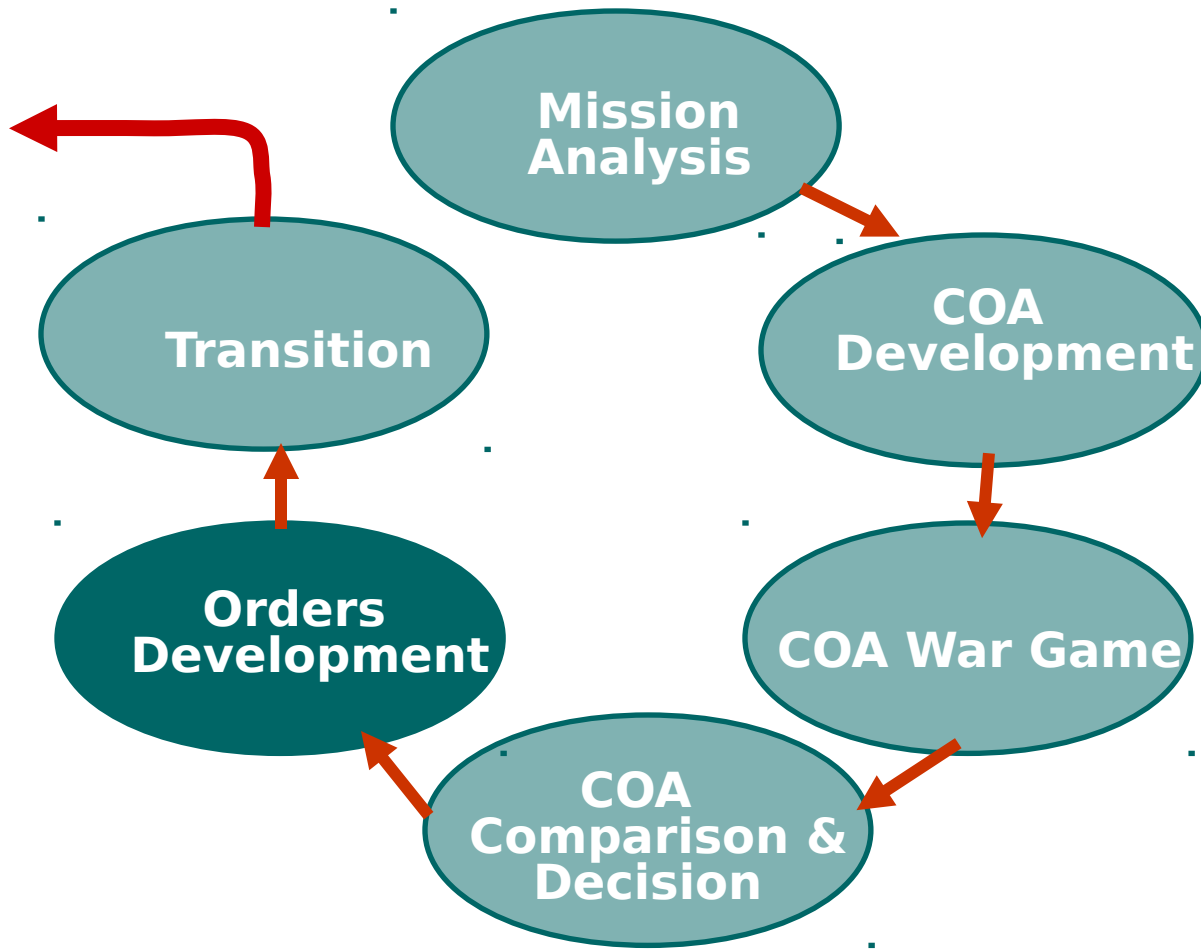 Mission
Analysis
COA
Development
COA War Game
COA
Comparison &
Decision
Orders
Development
Transition